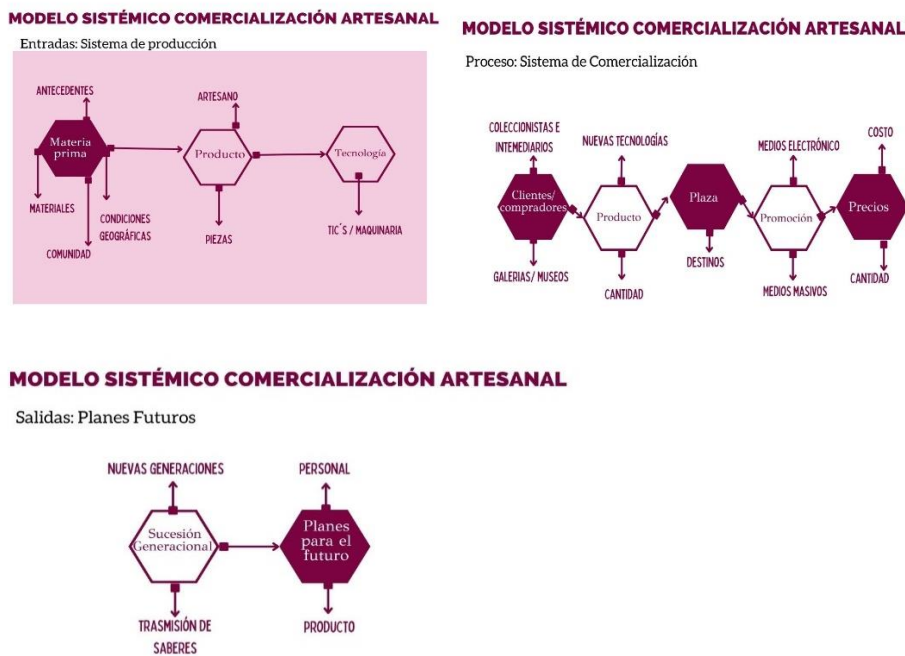 MODELO SISTÉMICO COMERCIALIZACIÓN ARTESANAL
Entradas: Sistema de producción
ANTECEDENTES
ARTESANO
Materia
prima
Producto
Tecnología
MATERIALES
CONDICIONES
GEOGRÁFICAS
COMUNIDAD
PIEZAS
TIC´S / MAQUINARIA
MODELO SISTÉMICO COMERCIALIZACIÓN ARTESANAL
Proceso: Sistema de Comercialización
COLECCIONISTAS E
INTEMEDIARIOS
NUEVAS TECNOLOGÍAS
MEDIOS ELECTRÓNICO
COSTO
Clientes/
compradores
Producto
Plaza
Promoción
Precios
GALERIAS/ MUSEOS
CANTIDAD
DESTINOS
MEDIOS MASIVOS
CANTIDAD
MODELO SISTÉMICO COMERCIALIZACIÓN ARTESANAL
Salidas: Planes Futuros
NUEVAS GENERACIONES
PERSONAL
Sucesión
Generacional
Planes
para el
futuro
TRASMISIÓN DE
SABERES
PRODUCTO